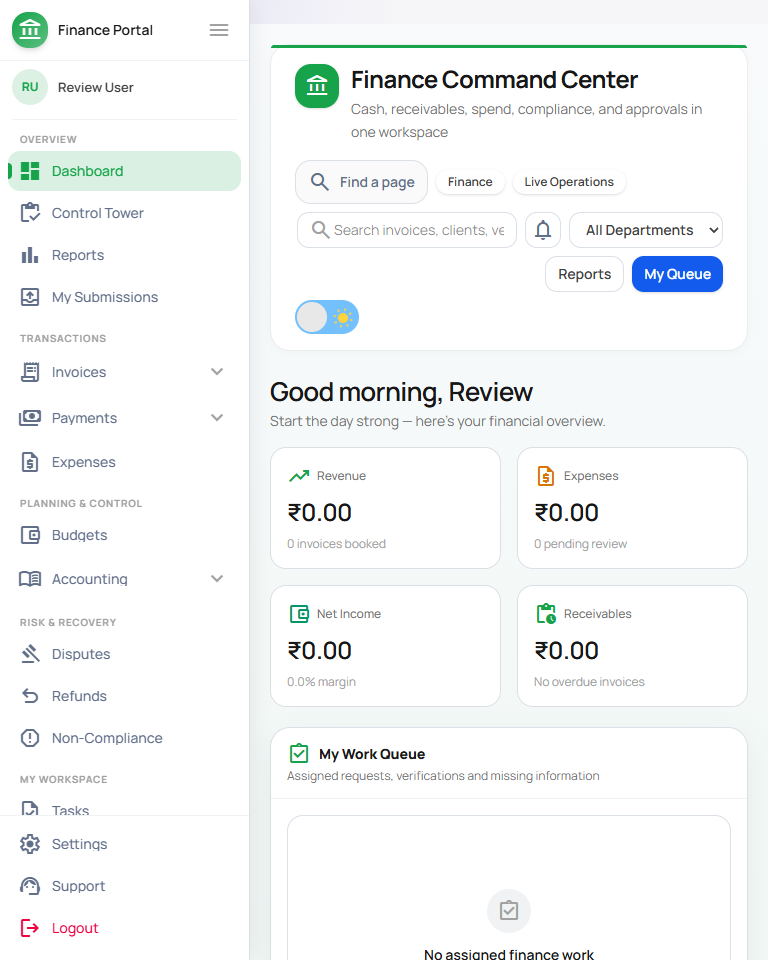 Finance Portal
RU
Review User
OVERVIEW
Dashboard
Control Tower
Reports
My Submissions
TRANSACTIONS
Invoices
Payments
Expenses
PLANNING & CONTROL
Budgets
Accounting
RISK & RECOVERY
Disputes
Refunds
Non-Compliance
MY WORKSPACE
Tasks
Settings
Support
Logout
Finance Command Center
Cash, receivables, spend, compliance, and approvals in
one workspace
Find a page
Finance
Live Operations
Search invoices, clients, ve
All Departments
Reports
My Queue
Good morning, Review
Start the day strong — here's your financial overview.
Revenue
₹0.00
0 invoices booked
Expenses
₹0.00
0 pending review
Net Income
₹0.00
0.0% margin
Receivables
₹0.00
No overdue invoices
My Work Queue
Assigned requests, verifications and missing information
No assigned finance work